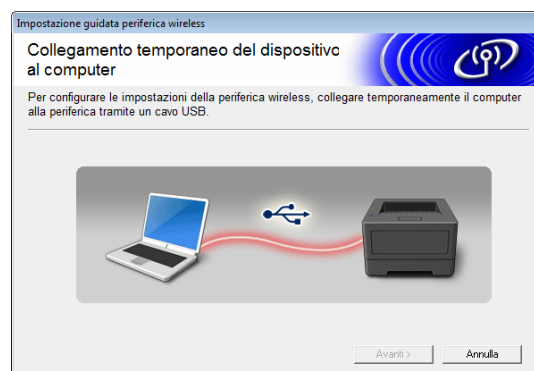 Impostazione guidata periferica wireless
Collegamento temporaneo del dispositivo
al computer
Per configurare le impostazioni della periferica wireless, collegare temporaneamente il computer
alla periferica tramite un cavo USB.
Avanti >
Annulla